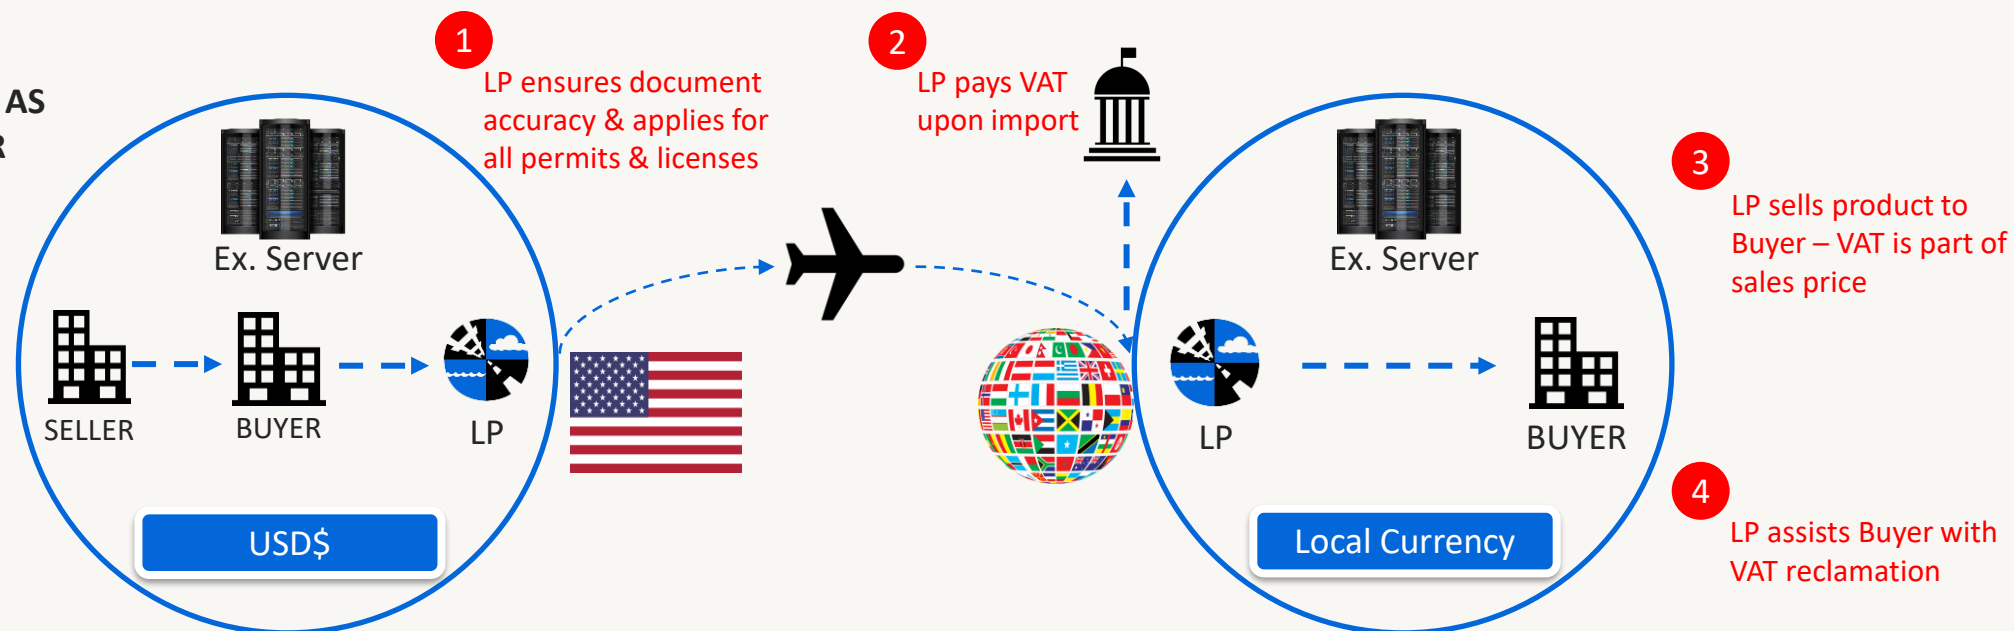 AS
R
1
LP ensures document
accuracy & applies for
all permits & licenses
2
LP pays VAT
upon import
Ex. Server
SELLER
BUYER
LP
USD$
Ex. Server
LP
BUYER
Local Currency
3
LP sells product to
Buyer – VAT is part of
sales price
4
LP assists Buyer with
VAT reclamation